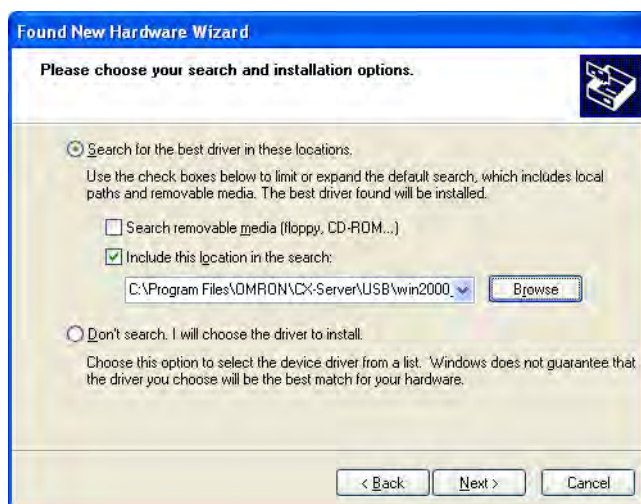 Found New Hardware Wizard
Please choose your search and installation options.
Search for the best driver in these locations.
Use the check boxes below to limit or expand the default search, which includes local
paths and removable media. The best driver found will be installed.
Search removable media (floppy, CD-ROM...)
Include this location in the search:
C:\Program Files\OMRON\CX-Server\USB\win2000_
Browse
Don't search. I will choose the driver to install.
Choose this option to select the device driver from a list. Windows does not guarantee that
the driver you choose will be the best match for your hardware.
< Back
Next >
Cancel